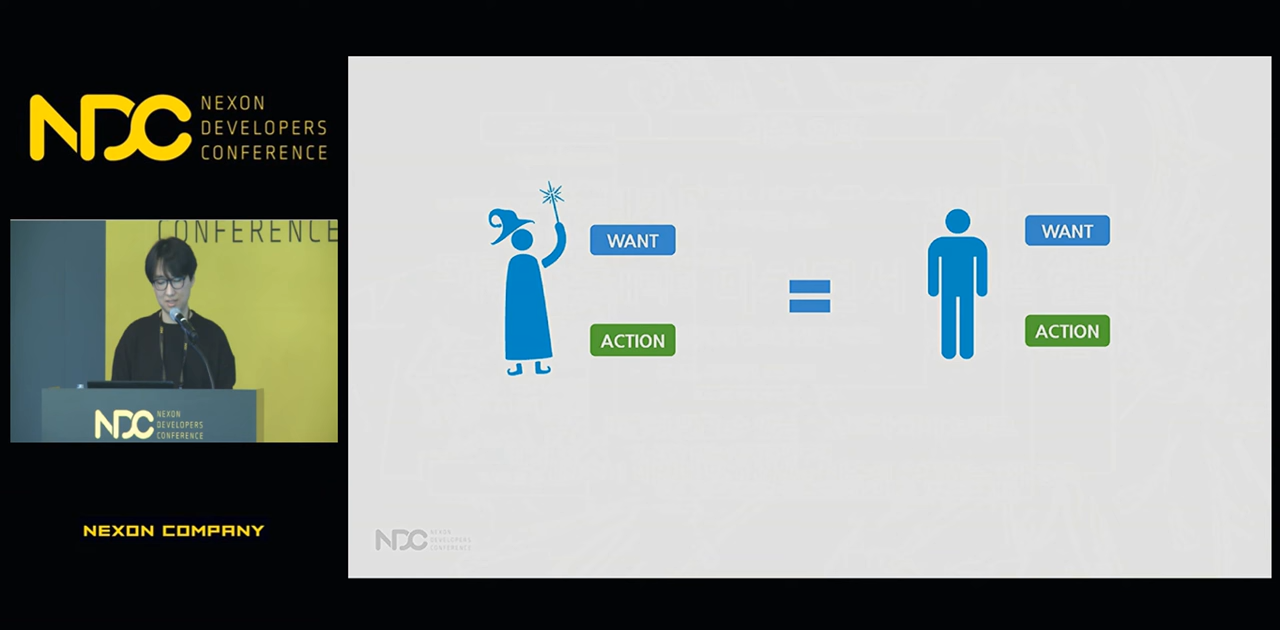 NDC NEXON
DEVELOPERS
CONFERENCE
CONFERENCE
NDC NEXON
DEVELOPERS
CONFERENCE
NEXON COMPANY
WANT
ACTION
=
WANT
ACTION
NDC NEXON
DEVELOPERS
CONFERENCE